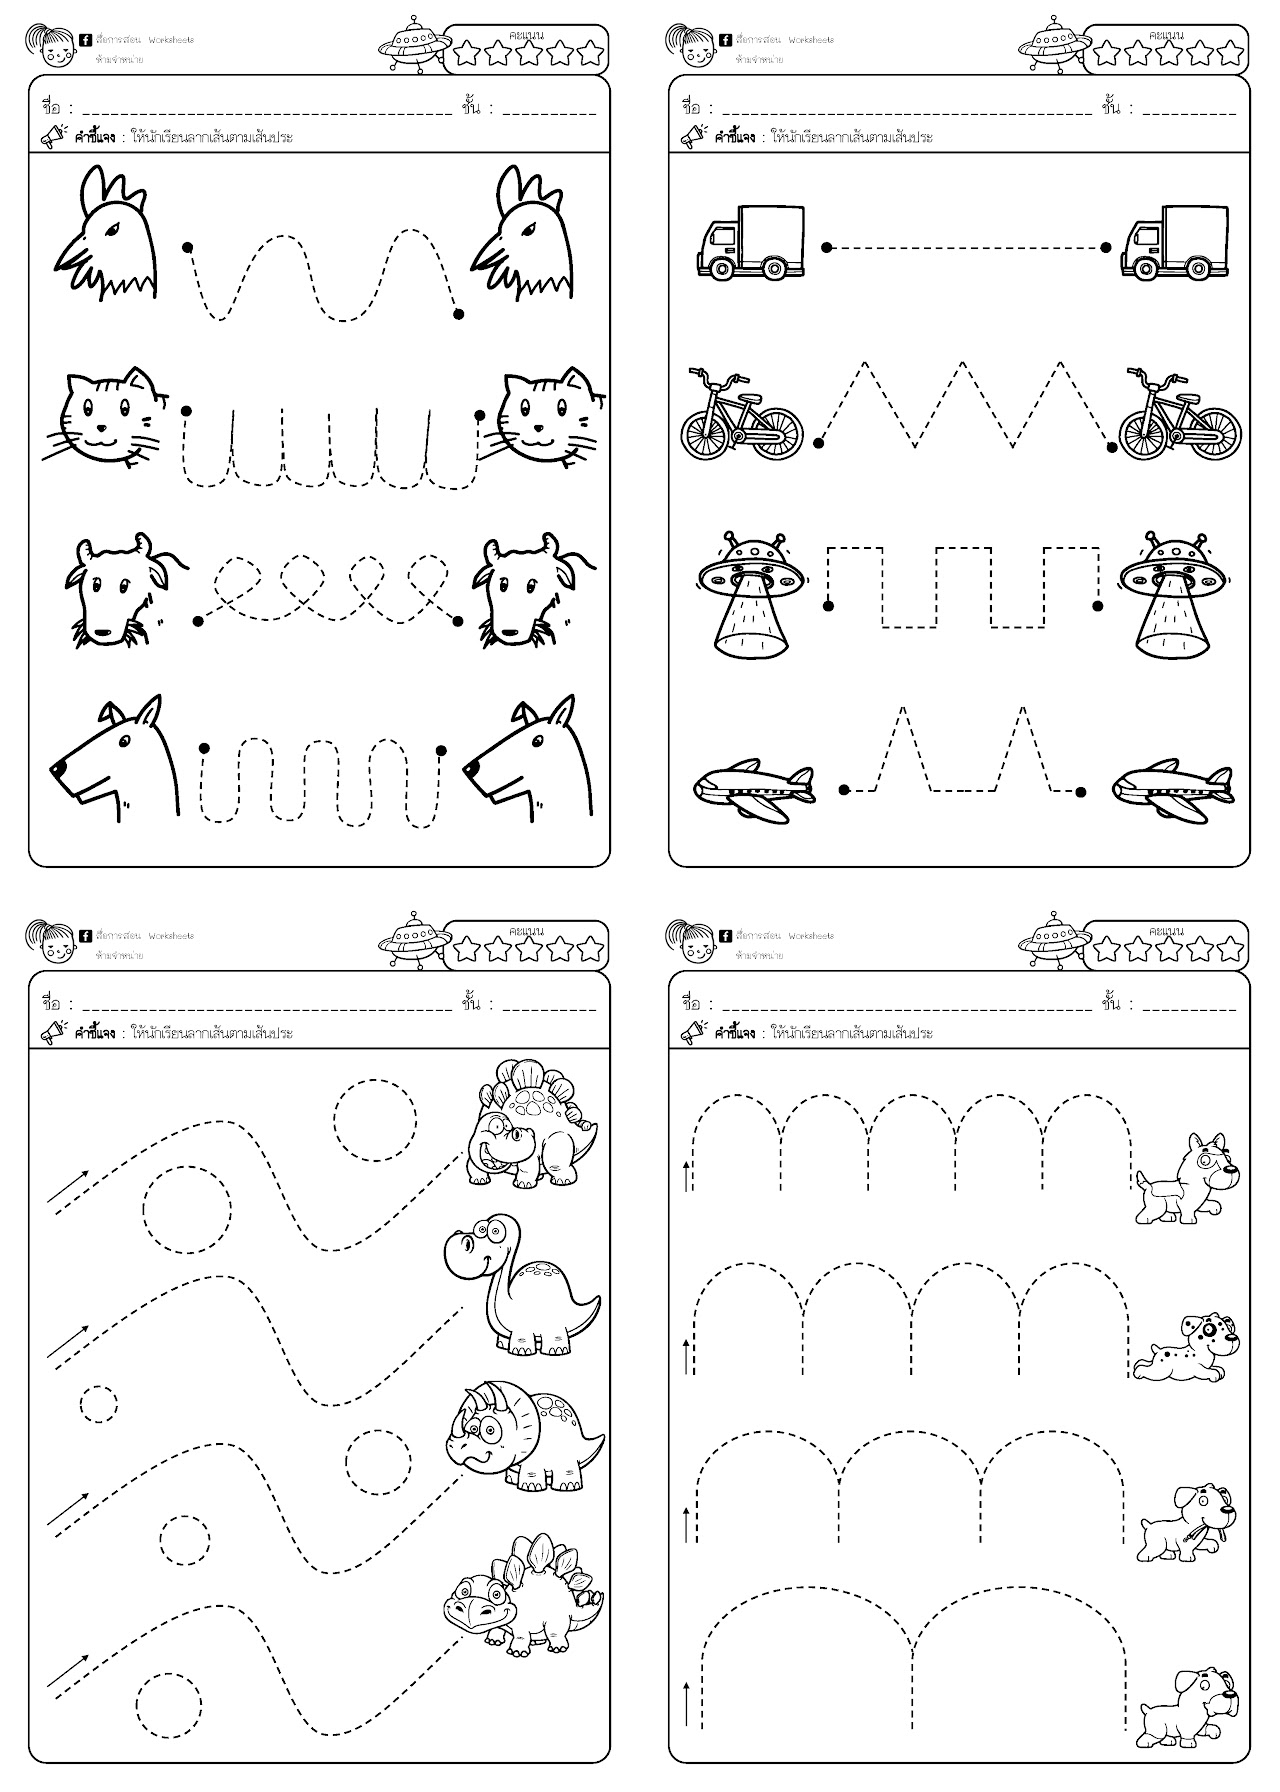 สื่อการสอน Worksheets
คะแนน
ห้ามจำหน่าย
ชื่อ : ชั้น :
คำชี้แจง : ให้นักเรียนลากเส้นตามเส้นประ
สื่อการสอน Worksheets
คะแนน
ห้ามจำหน่าย
ชื่อ : ชั้น :
คำชี้แจง : ให้นักเรียนลากเส้นตามเส้นประ
สื่อการสอน Worksheets
คะแนน
ห้ามจำหน่าย
ชื่อ : ชั้น :
คำชี้แจง : ให้นักเรียนลากเส้นตามเส้นประ
สื่อการสอน Worksheets
คะแนน
ห้ามจำหน่าย
ชื่อ : ชั้น :
คำชี้แจง : ให้นักเรียนลากเส้นตามเส้นประ